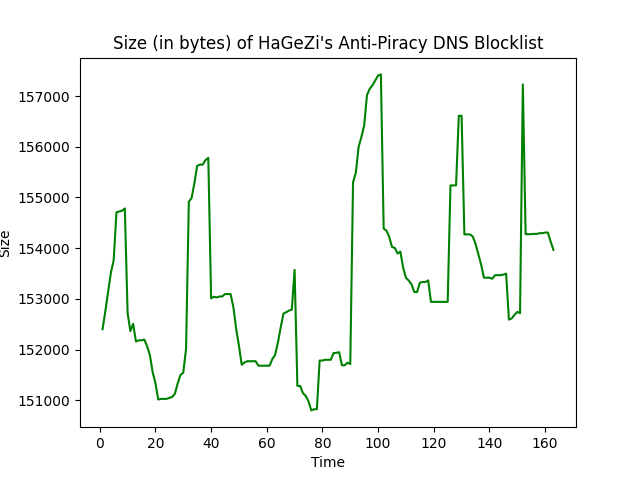 Size (in bytes) of HaGeZi's Anti-Piracy DNS Blocklist
157000
156000
155000
154000
153000
152000
151000
Size
0 20 40 60 80 100 120 140 160
Time